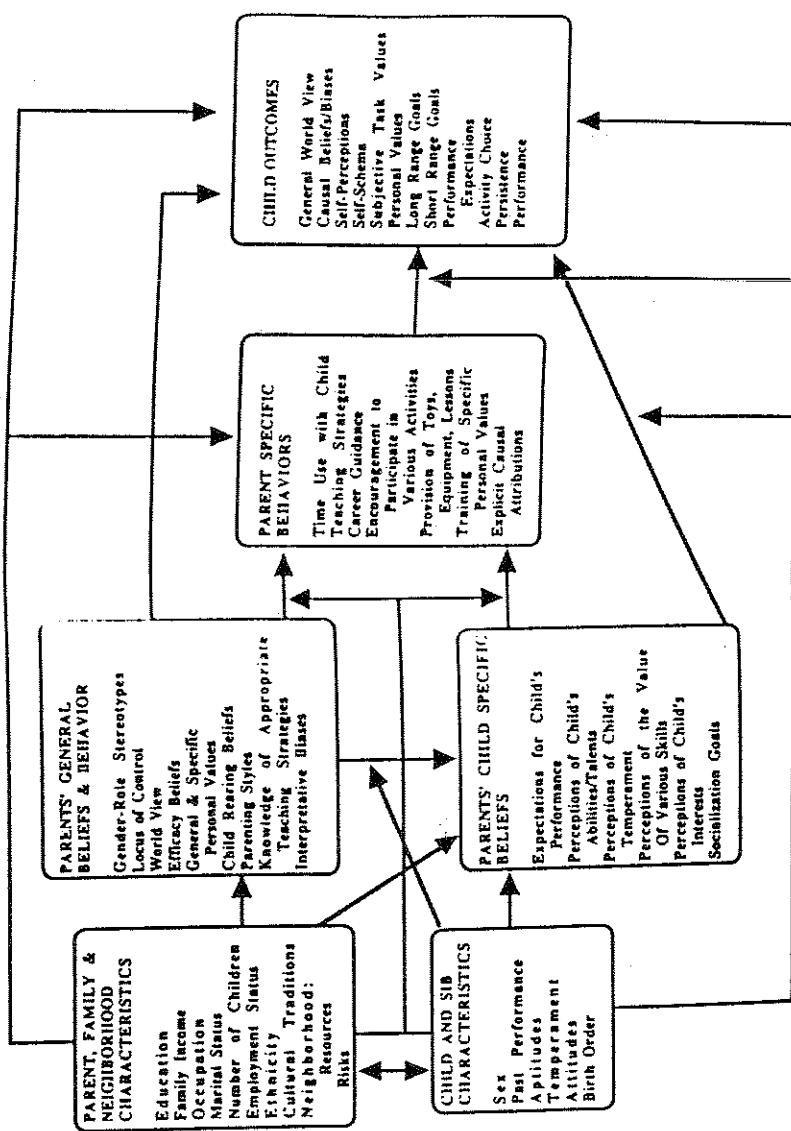 PARENT, FAMILY &
NEIGHBORHOOD
CHARACTERISTICS
Education
Family Income
Occupation
Marital Status
Number of Children
Employment Status
Ethnicity
Cultural Traditions
Neighborhood:
Resources
Risks
CHILD AND SIB
CHARACTERISTICS
Sex
Past Performance
Aptitudes
Temperament
Attitudes
Birth Order
PARENTS' GENERAL
BELIEFS & BEHAVIOR
Gender-Role Stereotypes
Locus of Control
World View
Efficacy Beliefs
General & Specific
Personal Values
Child Rearing Beliefs
Parenting Styles
Knowledge of Appropriate
Teaching Strategies
Interpretative Biases
PARENTS' CHILD SPECIFIC
BELIEFS
Expectations for Child's
Performance
Perceptions of Child's
Abilities/Talents
Perceptions of Child's
Temperament
Perceptions of the Value
Of Various Skills
Perceptions of Child's
Interests
Socialization Goals
PARENT SPECIFIC
BEHAVIORS
Time Use with Child
Teaching Strategies
Career Guidance
Encouragement to
Participate in
Various Activities
Provision of Toys,
Equipment, Lessons
Training of Specific
Personal Values
Explicit Causal
Attributions
CHILD OUTCOMES
General World View
Causal Beliefs/Biases
Self-Perceptions
Self-Schema
Subjective Task Values
Personal Values
Long Range Goals
Short Range Goals
Performance
Expectations
Activity Choice
Persistence
Performance